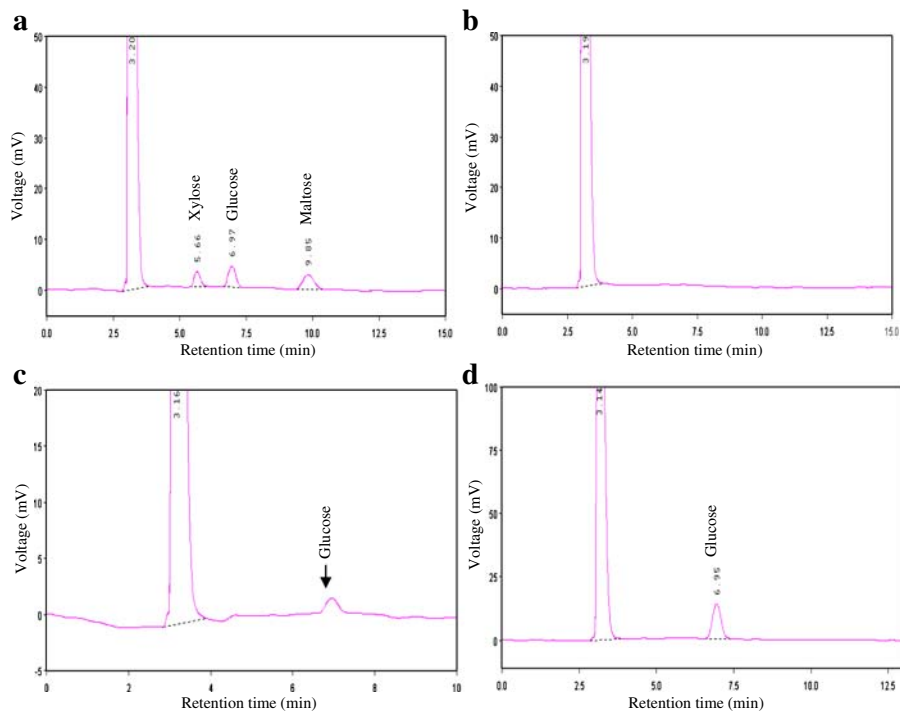 a
50
40
30
20
10
0
Voltage (mV)
3.20
5.66
Xylose
6.97
Glucose
9.85
Maltose
0.0 2.5 5.0 7.5 10.0 12.5 15.0
Retention time (min)
b
50
40
30
20
10
0
Voltage (mV)
3.19
0.0 2.5 5.0 7.5 10.0 12.5 15.0
Retention time (min)
c
20
15
10
5
0
-5
Voltage (mV)
3.16
Glucose
0 2 4 6 8 10
Retention time (min)
d
100
75
50
25
0
Voltage (mV)
3.14
6.95
Glucose
0.0 2.5 5.0 7.5 10.0 12.5
Retention time (min)